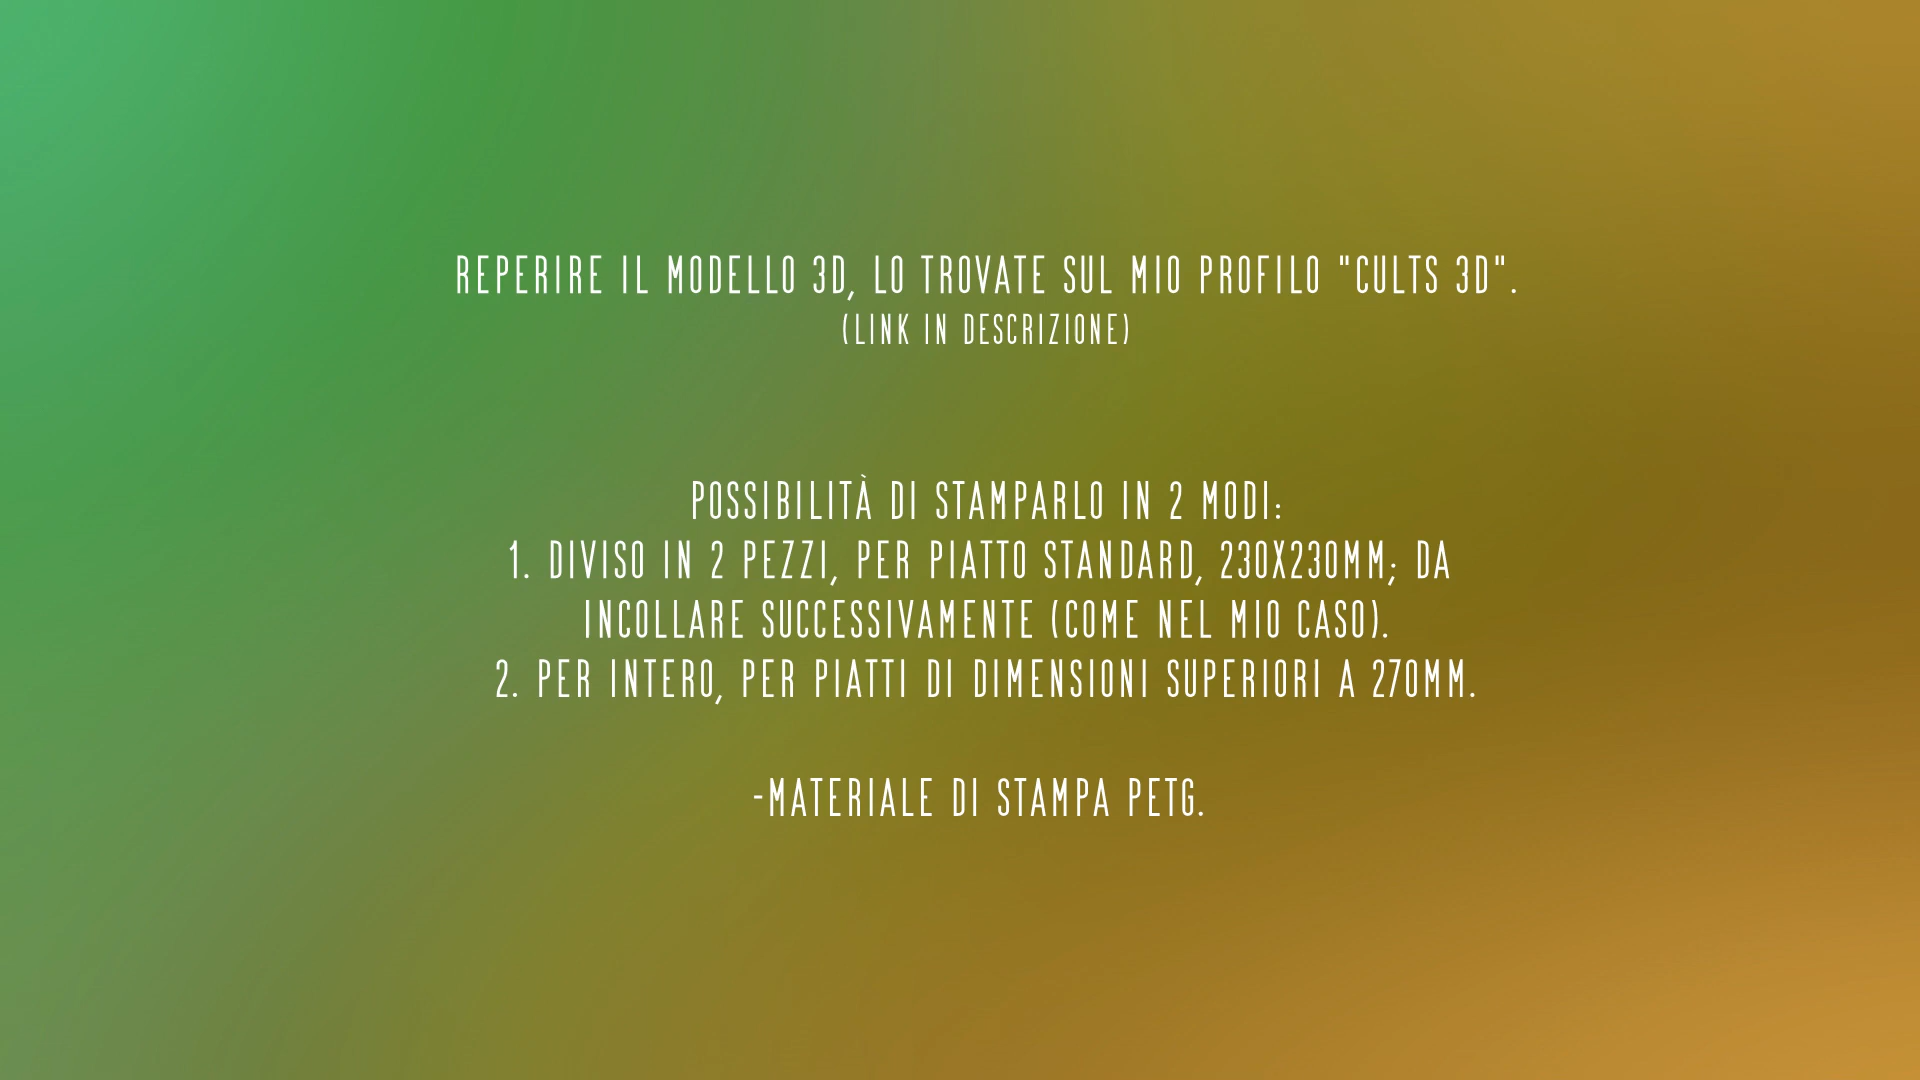 REPERIRE IL MODELLO 3D, LO TROVATE SUL MIO PROFILO "CULTS 3D".
(LINK IN DESCRIZIONE)
POSSIBILITÀ DI STAMPARLO IN 2 MODI:
1. DIVISO IN 2 PEZZI, PER PIATTO STANDARD, 230X230MM; DA
INCOLLARE SUCCESSIVAMENTE (COME NEL MIO CASO).
2. PER INTERO, PER PIATTI DI DIMENSIONI SUPERIORI A 270MM.
-MATERIALE DI STAMPA PETG.